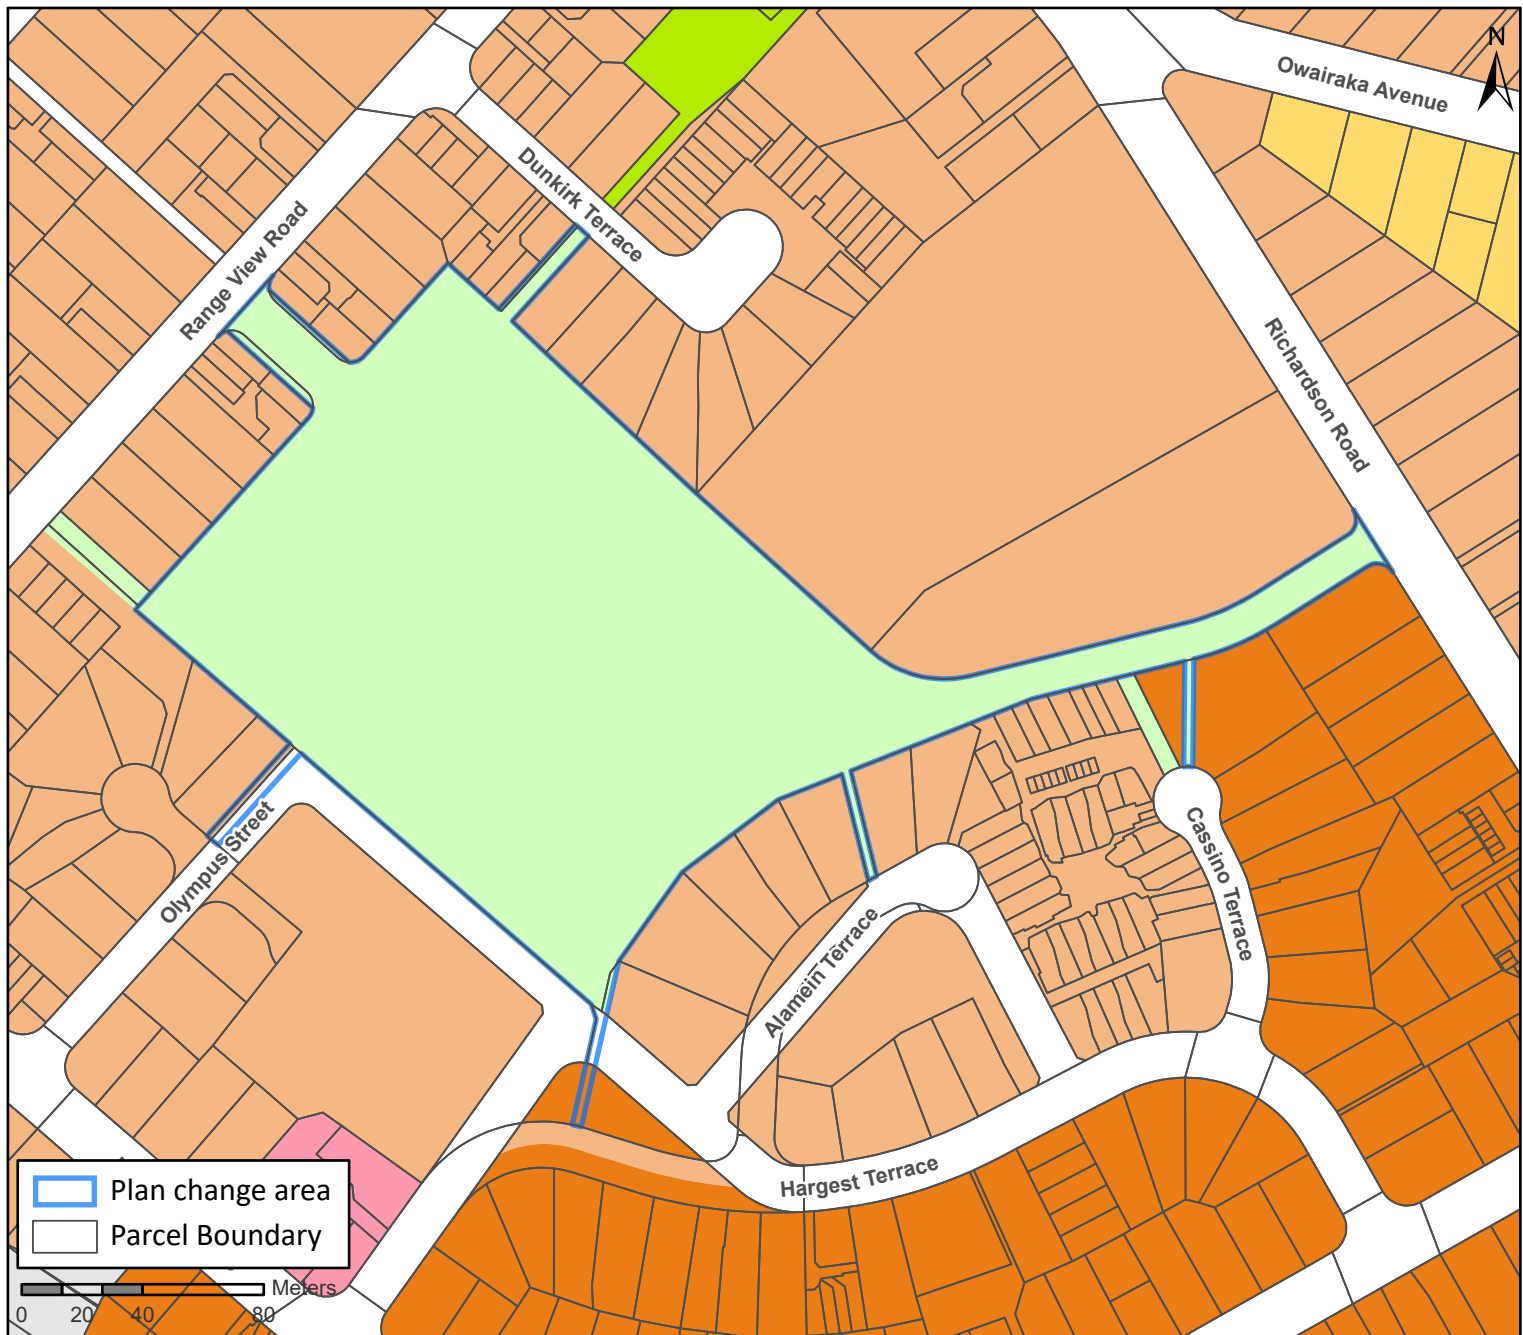 N
Owairaka Avenue
Dunkirk Terrace
Range View Road
Richardson Road
Olympus Street
Cassino Terrace
Alamein Terrace
Hargest Terrace
Plan change area
Parcel Boundary
Meters
0 20 40 80